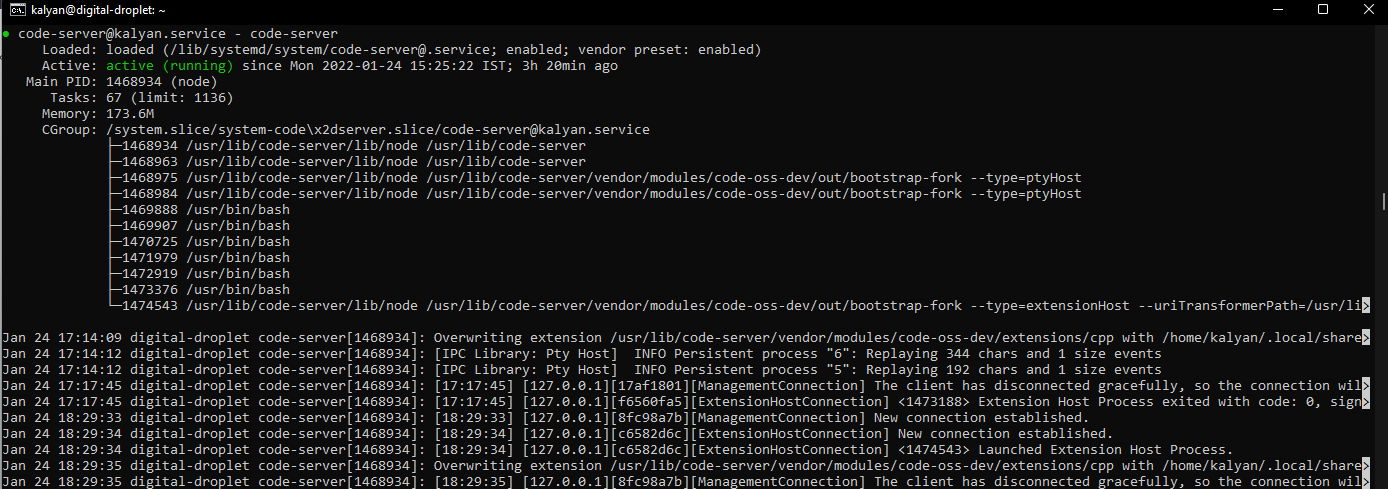 kalyan@digital-droplet: ~
● code-server@kalyan.service - code-server
Loaded: loaded (/lib/systemd/system/code-server@.service; enabled; vendor preset: enabled)
Active: active (running) since Mon 2022-01-24 15:25:22 IST; 3h 20min ago
Main PID: 1468934 (node)
Tasks: 67 (limit: 1136)
Memory: 173.6M
CGroup: /system.slice/system-code\x2dserver.slice/code-server@kalyan.service
├─1468934 /usr/lib/code-server/lib/node /usr/lib/code-server
├─1468963 /usr/lib/code-server/lib/node /usr/lib/code-server
├─1468975 /usr/lib/code-server/lib/node /usr/lib/code-server/vendor/modules/code-oss-dev/out/bootstrap-fork --type=ptyHost
├─1468984 /usr/lib/code-server/lib/node /usr/lib/code-server/vendor/modules/code-oss-dev/out/bootstrap-fork --type=ptyHost
├─1469888 /usr/bin/bash
├─1469907 /usr/bin/bash
├─1470725 /usr/bin/bash
├─1471979 /usr/bin/bash
├─1472919 /usr/bin/bash
├─1473376 /usr/bin/bash
└─1474543 /usr/lib/code-server/lib/node /usr/lib/code-server/vendor/modules/code-oss-dev/out/bootstrap-fork --type=extensionHost --uriTransformerPath=/usr/li>
Jan 24 17:14:09 digital-droplet code-server[1468934]: Overwriting extension /usr/lib/code-server/vendor/modules/code-oss-dev/extensions/cpp with /home/kalyan/.local/share>
Jan 24 17:14:12 digital-droplet code-server[1468934]: [IPC Library: Pty Host]  INFO Persistent process "6": Replaying 344 chars and 1 size events
Jan 24 17:14:12 digital-droplet code-server[1468934]: [IPC Library: Pty Host]  INFO Persistent process "5": Replaying 192 chars and 1 size events
Jan 24 17:17:45 digital-droplet code-server[1468934]: [17:17:45] [127.0.0.1][17af1801][ManagementConnection] The client has disconnected gracefully, so the connection wil>
Jan 24 17:17:45 digital-droplet code-server[1468934]: [17:17:45] [127.0.0.1][f6560fa5][ExtensionHostConnection] <1473188> Extension Host Process exited with code: 0, sign>
Jan 24 18:29:33 digital-droplet code-server[1468934]: [18:29:33] [127.0.0.1][8fc98a7b][ManagementConnection] New connection established.
Jan 24 18:29:34 digital-droplet code-server[1468934]: [18:29:34] [127.0.0.1][c6582d6c][ExtensionHostConnection] New connection established.
Jan 24 18:29:34 digital-droplet code-server[1468934]: [18:29:34] [127.0.0.1][c6582d6c][ExtensionHostConnection] <1474543> Launched Extension Host Process.
Jan 24 18:29:35 digital-droplet code-server[1468934]: Overwriting extension /usr/lib/code-server/vendor/modules/code-oss-dev/extensions/cpp with /home/kalyan/.local/share>
Jan 24 18:29:35 digital-droplet code-server[1468934]: [18:29:35] [127.0.0.1][8fc98a7b][ManagementConnection] The client has disconnected gracefully, so the connection wil>